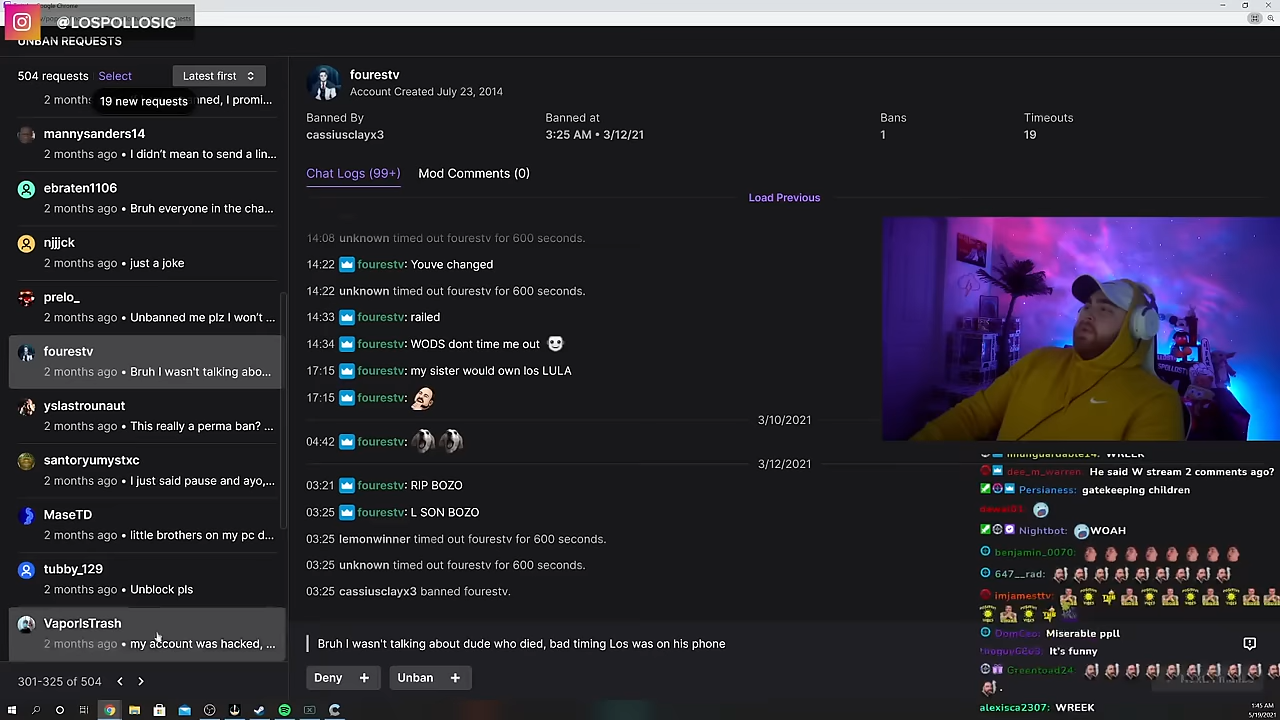 @LOSPOLLOSIG
UNBAN REQUESTS
504 requests Select Latest first
19 new requests
2 months
nned, I promi...
mannysanders14
2 months ago • I didn't mean to send a lin...
ebraten1106
2 months ago • Bruh everyone in the cha...
njjjck
2 months ago • just a joke
prelo_
2 months ago • Unbanned me plz I won't ...
fourestv
2 months ago • Bruh I wasn't talking abo...
yslastrounaut
2 months ago • This really a perma ban? ...
santoryumystxc
2 months ago • I just said pause and ayo,...
MaseTD
2 months ago • little brothers on my pc d...
tubby_129
2 months ago • Unblock pls
VaporIsTrash
2 months ago • my account was hacked, ...
301-325 of 504
fourestv
Account Created July 23, 2014
Banned By Banned at Bans Timeouts
cassiusclayx3 3:25 AM • 3/12/21 1 19
Chat Logs (99+) Mod Comments (0)
Load Previous
14:08 unknown timed out fourestv for 600 seconds.
14:22 fourestv: Youve changed
14:22 unknown timed out fourestv for 600 seconds.
14:33 fourestv: railed
14:34 fourestv: WODS dont time me out
17:15 fourestv: my sister would own los LULA
17:15 fourestv:
3/10/2021
04:42 fourestv:
3/12/2021
03:21 fourestv: RIP BOZO
03:25 fourestv: L SON BOZO
03:25 lemonwinner timed out fourestv for 600 seconds.
03:25 unknown timed out fourestv for 600 seconds.
03:25 cassiusclayx3 banned fourestv.
Bruh I wasn't talking about dude who died, bad timing Los was on his phone
Deny + Unban +
WREEK
dee_m_warren: He said W stream 2 comments ago?
Persianess: gatekeeping children
Nightbot: WOAH
benjamin_0070:
647__rad:
imjamesttv:
DomCao: Miserable ppll
It's funny
Greentoad24:
.
alexisca2307: WREEK
1:45 AM
5/19/2021